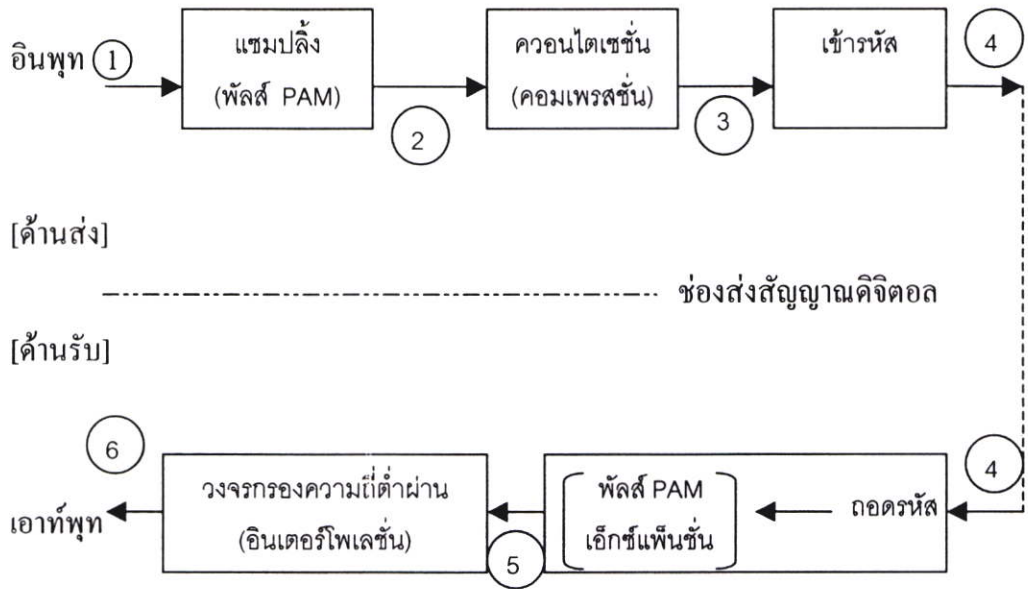 อินพุท 1
แซมปลิ้ง
(พัลส์ PAM)
2
ควอนไตเซชั่น
(คอมเพรสชั่น)
3
เข้ารหัส
4
[ด้านส่ง]
ช่องส่งสัญญาณดิจิตอล
[ด้านรับ]
4
ถอดรหัส
พัลส์ PAM
เอ็กซ์แพ็นชั่น
5
วงจรกรองความถี่ต่ำผ่าน
(อินเตอร์โพเลชั่น)
6
เอาท์พุท